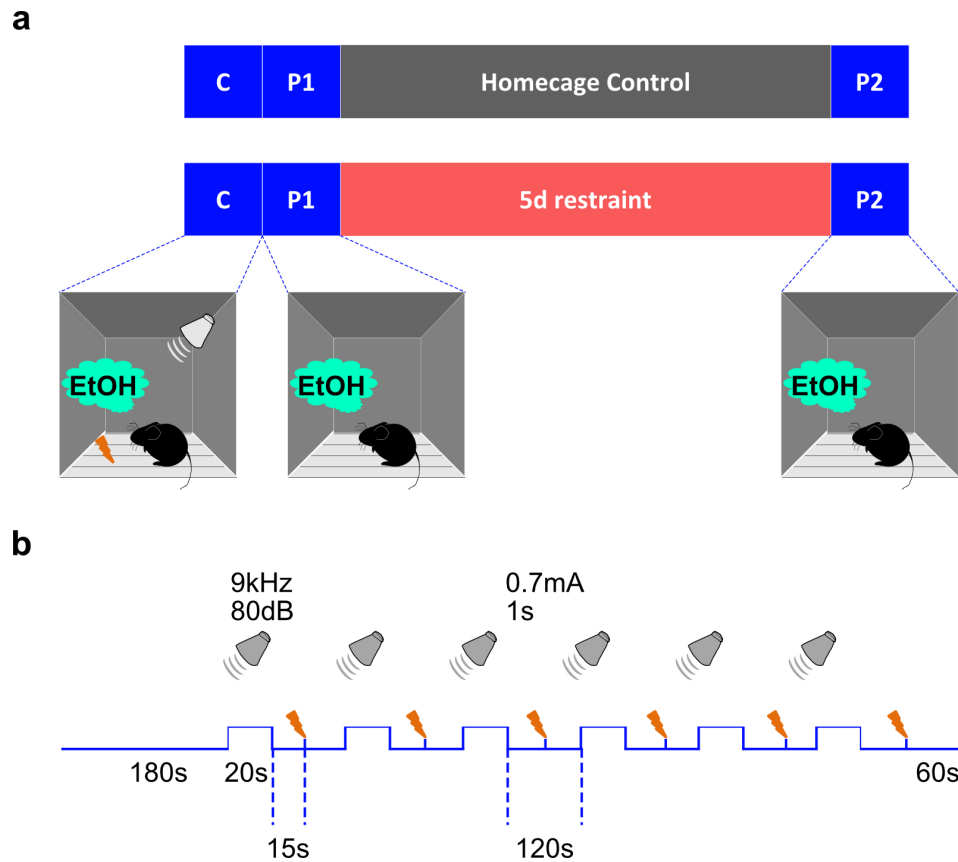 a
C P1 Homecage Control P2
C P1 5d restraint P2
EtOH EtOH EtOH
b
9kHz 0.7mA
80dB 1s
180s 20s 60s
15s 120s